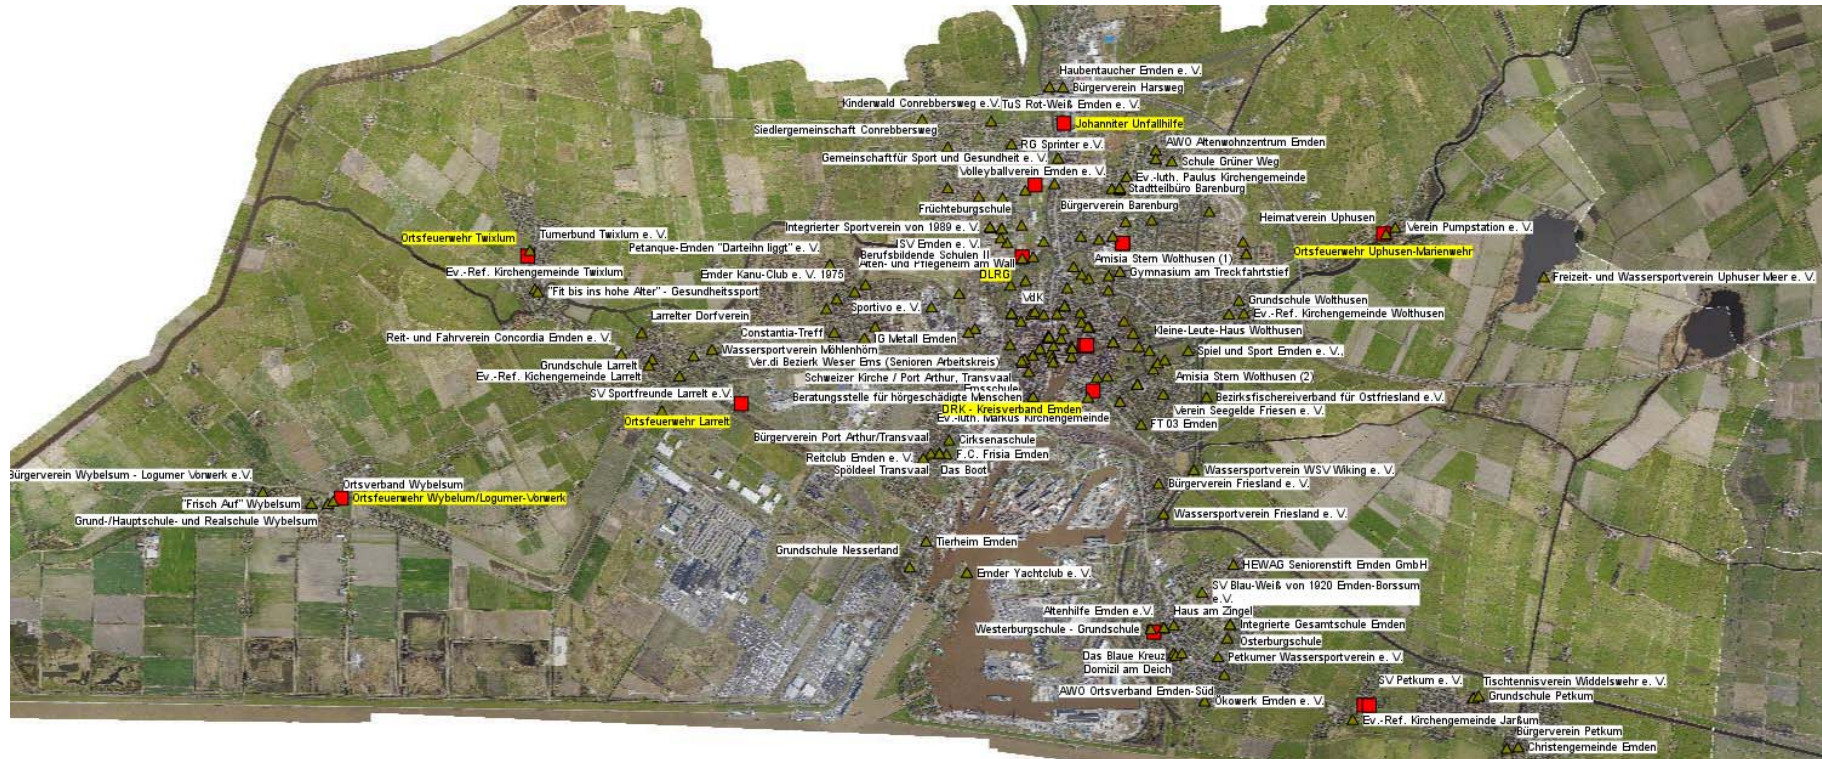 Haubentaucher Emden e. V.
Bürgerverein Harsweg
Kinderwald Conrebbersweg e.V.
TuS Rot-Weiß Emden e. V.
Siedlergemeinschaft Conrebbersweg
Johanniter Unfallhilfe
RG Sprinter e.V.
AWO Altenwohnzentrum Emden
Gemeinschaftfür Sport und Gesundheit e. V.
Schule Grüner Weg
Volleyballverein Emden e. V.
Ev.-luth. Paulus Kirchengemeinde
Stadtteilbüro Barenburg
Früchteburgschule
Bürgerverein Barenburg
Heimatverein Uphusen
Verein Pumpstation e. V.
Integrierter Sportverein von 1989 e. V.
Turnerbund Twixlum e. V.
Ortsfeuerwehr Twixlum
Petanque-Emden "Darteihn liggt" e. V.
ISV Emden e. V.
Berufsbildende Schulen II
Ortsfeuerwehr Uphusen-Marienwehr
Alten- und Pflegeheim am Wall
Amisia Stern Wolthusen (1)
Ev.-Ref. Kirchengemeinde Twixlum
Emder Kanu-Club e. V. 1975
DLRG
Gymnasium am Treckfahrtstief
Freizeit- und Wassersportverein Uphuser Meer e. V.
"Fit bis ins hohe Alter" - Gesundheitssport
VdK
Grundschule Wolthusen
Sportivo e. V.
Larrelter Dorfverein
Ev.-Ref. Kirchengemeinde Wolthusen
Constantia-Treff
Kleine-Leute-Haus Wolthusen
Reit- und Fahrverein Concordia Emden e. V.
IG Metall Emden
Wassersportverein Möhlenhörn
Spiel und Sport Emden e. V.,
Ver.di Bezierk Weser Ems (Senioren Arbeitskreis)
Grundschule Larrelt
Ev.-Ref. Kichengemeinde Larrelt
Schweizer Kirche / Port Arthur, Transvaal
Amisia Stern Wolthusen (2)
Emsschule
SV Sportfreunde Larrelt e.V.
Beratungsstelle für hörgeschädigte Menschen
Bezirksfischereiverband für Ostfriesland e.V.
DRK - Kreisverband Emden
Verein Seegelde Friesen e. V.
Ev.-luth. Markus Kirchengemeinde
Ortsfeuerwehr Larrelt
FT 03 Emden
Bürgerverein Port Arthur/Transvaal
Cirksenaschule
Reitclub Emden e. V.
F.C. Frisia Emden
Spöldeel Transvaal
Das Boot
Wassersportverein WSV Wiking e. V.
Bürgerverein Wybelsum - Logumer Vorwerk e.V.
Ortsverband Wybelsum
Bürgerverein Friesland e. V.
Ortsfeuerwehr Wybelum/Logumer-Vorwerk
"Frisch Auf" Wybelsum
Wassersportverein Friesland e. V.
Grund-/Hauptschule- und Realschule Wybelsum
Tierheim Emden
Grundschule Nesserland
HEWAG Seniorenstift Emden GmbH
Emder Yachtclub e. V.
SV Blau-Weiß von 1920 Emden-Borssum
e.V.
Altenhilfe Emden e.V.
Haus am Zingel
Westerburgschule - Grundschule
Integrierte Gesamtschule Emden
Osterburgschule
Das Blaue Kreuz
Petkumer Wassersportverein e. V.
Domizil am Deich
SV Petkum e. V.
Tischtennisverein Widdelswehr e. V.
AWO Ortsverband Emden-Süd
Grundschule Petkum
Ökowerk Emden e. V.
Ev.-Ref. Kirchengemeinde Jarßum
Bürgerverein Petkum
Christengemeinde Emden